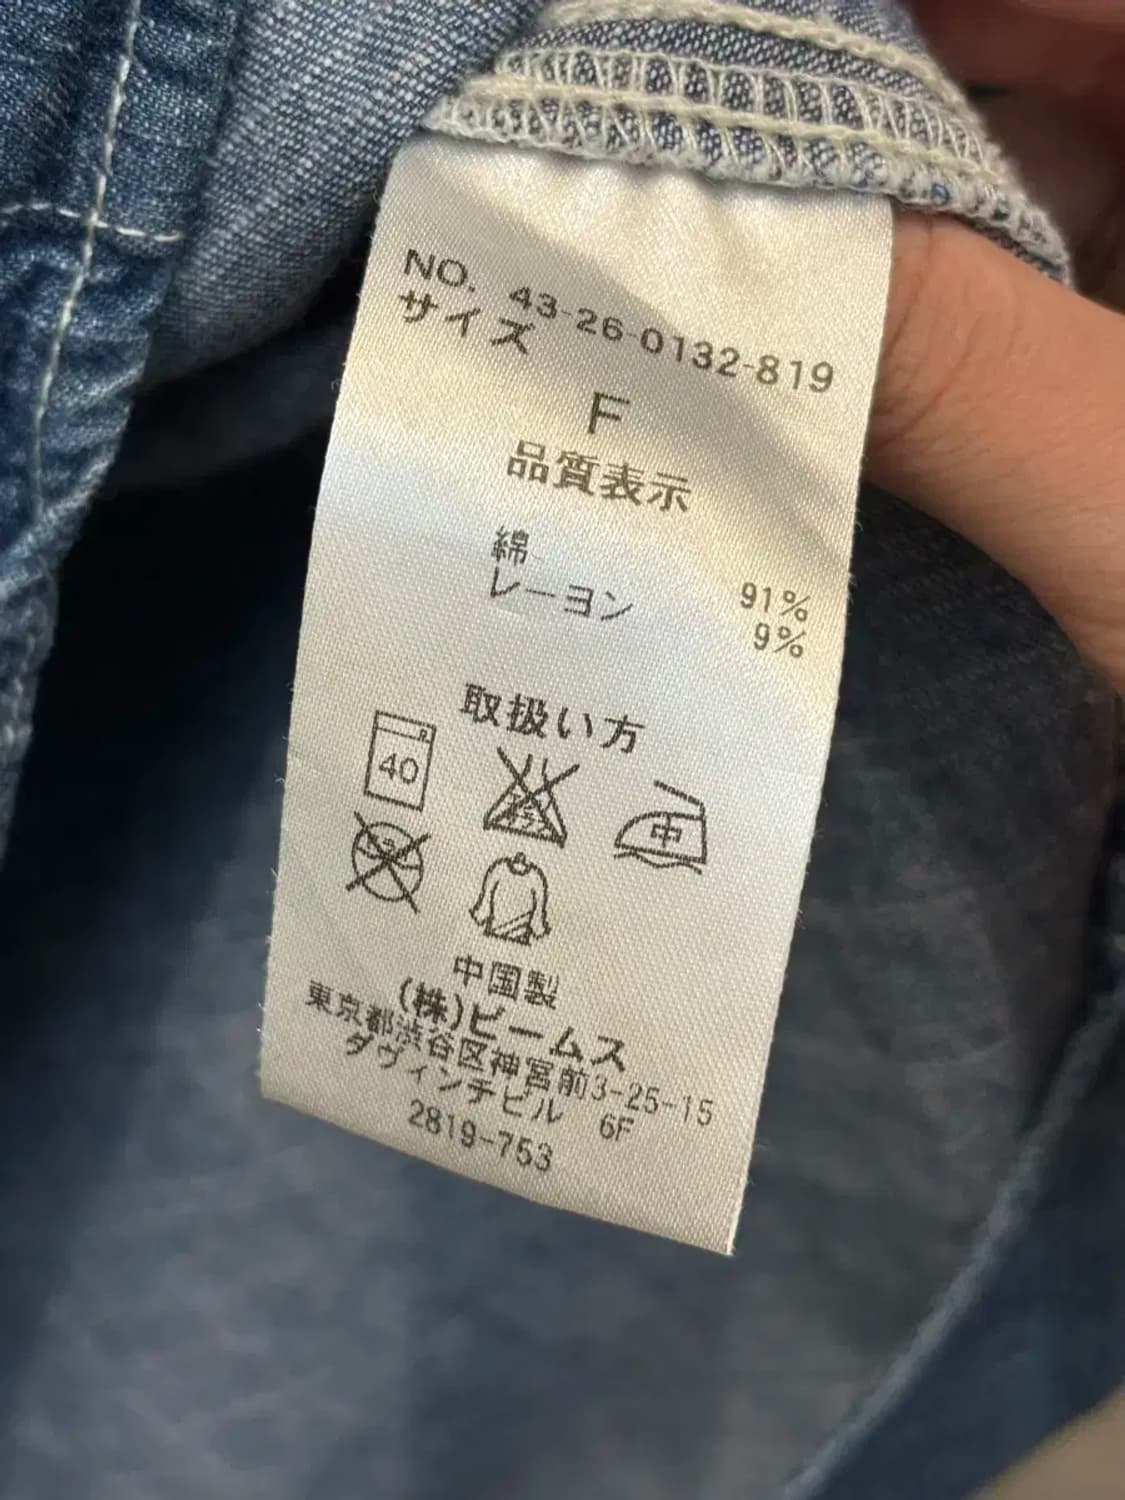 NO. 43-26-0132-819
サイズ
F
品質表示
綿 91%
レーヨン 9%
取扱い方
40
中
中国製
(株)ビームス
東京都渋谷区神宮前3-25-15
ダヴィンチビル 6F
2819-753